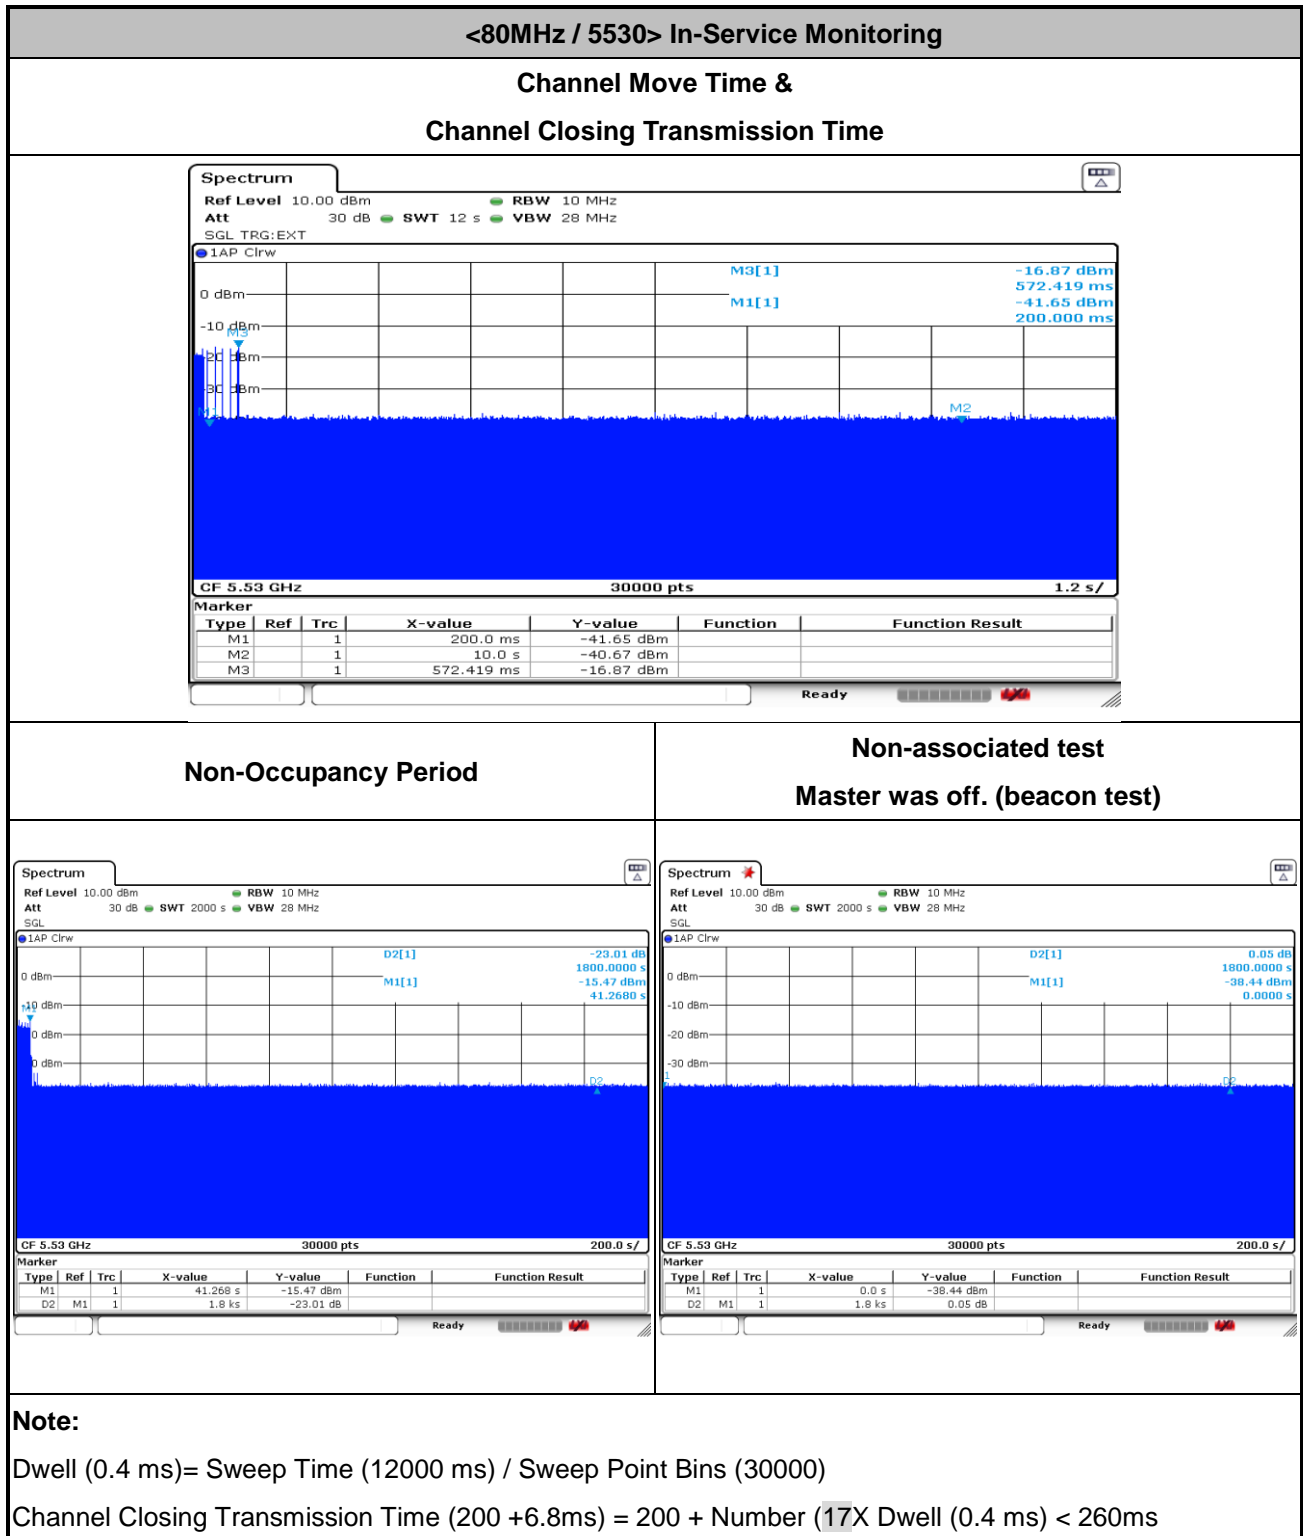 <80MHz / 5530> In-Service Monitoring
Channel Move Time &
Channel Closing Transmission Time
Spectrum
Ref Level 10.00 dBm RBW 10 MHz
Att 30 dB SWT 12 s VBW 28 MHz
SGL TRG:EXT
1AP Clrw
M3[1] -16.87 dBm
572.419 ms
0 dBm
M1[1] -41.65 dBm
200.000 ms
-10 dBm
M3
-20 dBm
-30 dBm
M2
CF 5.53 GHz 30000 pts 1.2 s/
Marker
Type Ref Trc X-value Y-value Function Function Result
M1 1 200.0 ms -41.65 dBm
M2 1 10.0 s -40.67 dBm
M3 1 572.419 ms -16.87 dBm
Ready
Non-Occupancy Period
Non-associated test
Master was off. (beacon test)
Spectrum
Ref Level 10.00 dBm RBW 10 MHz
Att 30 dB SWT 2000 s VBW 28 MHz
SGL
1AP Clrw
D2[1] -23.01 dB
1800.0000 s
0 dBm
M1[1] -15.47 dBm
41.2680 s
-10 dBm
M1
0 dBm
0 dBm
D2
CF 5.53 GHz 30000 pts 200.0 s/
Marker
Type Ref Trc X-value Y-value Function Function Result
M1 1 41.268 s -15.47 dBm
D2 M1 1 1.8 ks -23.01 dB
Ready
Spectrum
Ref Level 10.00 dBm RBW 10 MHz
Att 30 dB SWT 2000 s VBW 28 MHz
SGL
1AP Clrw
D2[1] 0.05 dB
1800.0000 s
0 dBm
M1[1] -38.44 dBm
0.0000 s
-10 dBm
-20 dBm
-30 dBm
1
D2
CF 5.53 GHz 30000 pts 200.0 s/
Marker
Type Ref Trc X-value Y-value Function Function Result
M1 1 0.0 s -38.44 dBm
D2 M1 1 1.8 ks 0.05 dB
Ready
Note:
Dwell (0.4 ms)= Sweep Time (12000 ms) / Sweep Point Bins (30000)
Channel Closing Transmission Time (200 +6.8ms) = 200 + Number (17X Dwell (0.4 ms) < 260ms